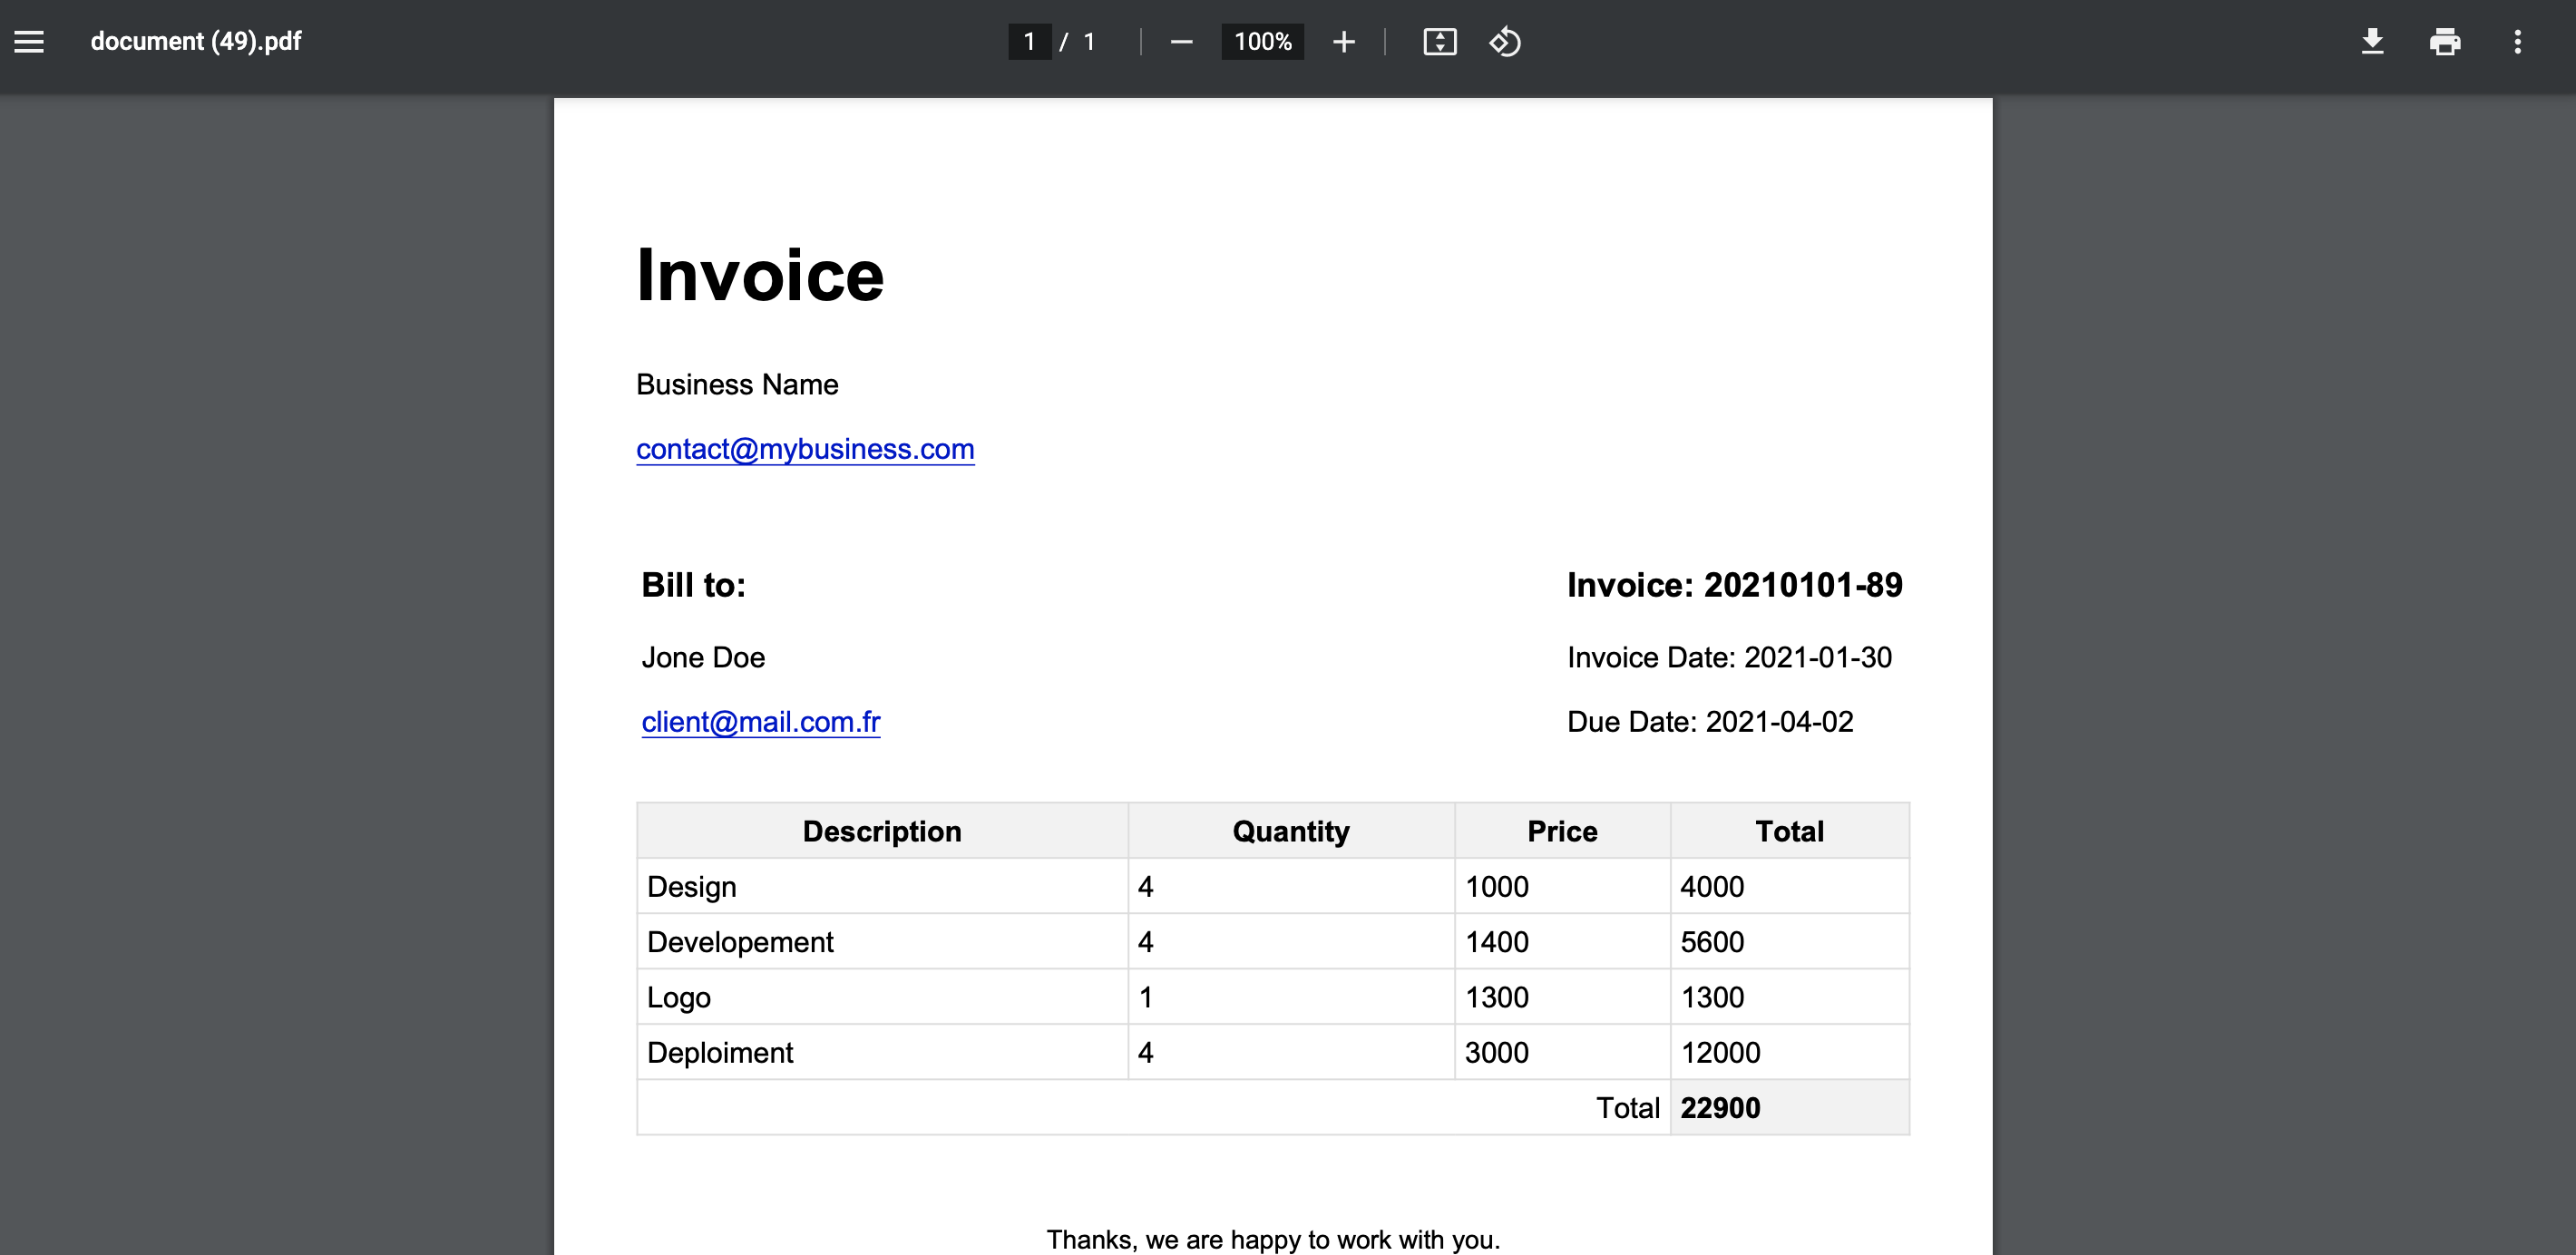 document (49).pdf
1 / 1
100%
Invoice
Business Name
contact@mybusiness.com
Bill to:
Invoice: 20210101-89
Jone Doe
Invoice Date: 2021-01-30
client@mail.com.fr
Due Date: 2021-04-02
Description Quantity Price Total
Design 4 1000 4000
Developement 4 1400 5600
Logo 1 1300 1300
Deploiment 4 3000 12000
Total 22900
Thanks, we are happy to work with you.